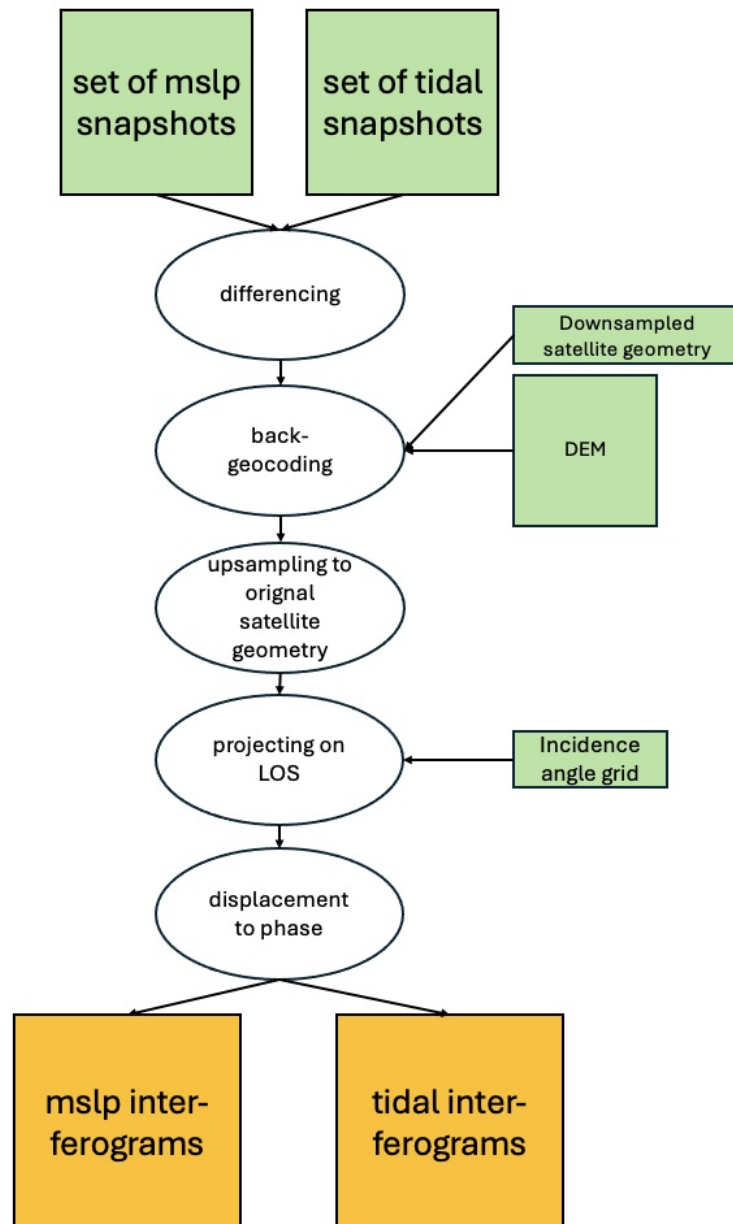 set of mslp
snapshots
set of tidal
snapshots
differencing
Downsampled
satellite geometry
back-
geocoding
DEM
upsampling to
orignal
satellite
geometry
projecting on
LOS
Incidence
angle grid
displacement
to phase
mslp inter-
ferograms
tidal inter-
ferograms